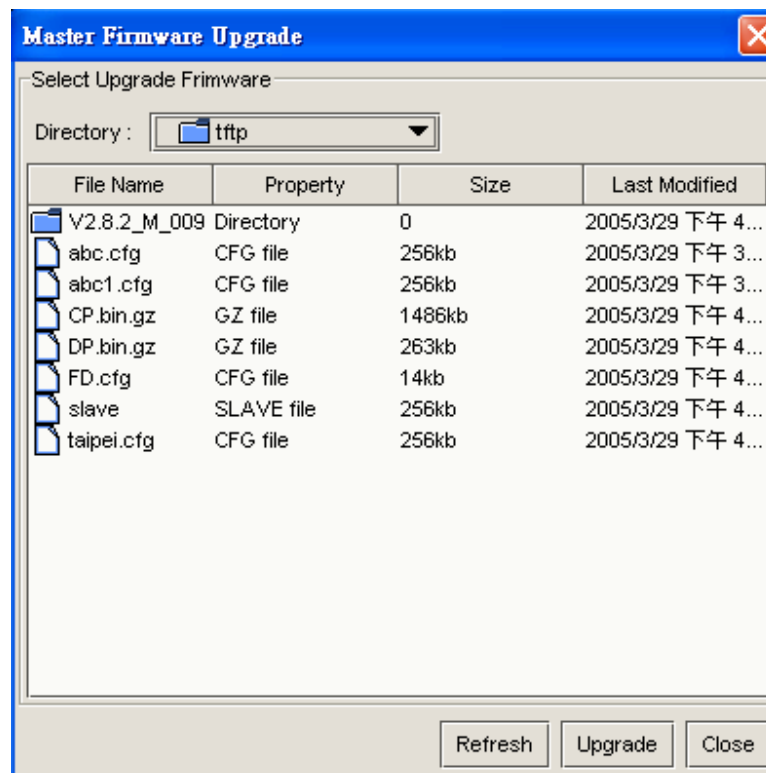 Master Firmware Upgrade
Select Upgrade Frimware
Directory : tftp
File Name Property Size Last Modified
V2.8.2_M_009 Directory 0 2005/3/29 下午 4...
abc.cfg CFG file 256kb 2005/3/29 下午 3...
abc1.cfg CFG file 256kb 2005/3/29 下午 3...
CP.bin.gz GZ file 1486kb 2005/3/29 下午 4...
DP.bin.gz GZ file 263kb 2005/3/29 下午 4...
FD.cfg CFG file 14kb 2005/3/29 下午 4...
slave SLAVE file 256kb 2005/3/29 下午 4...
taipei.cfg CFG file 256kb 2005/3/29 下午 4...
Refresh Upgrade Close